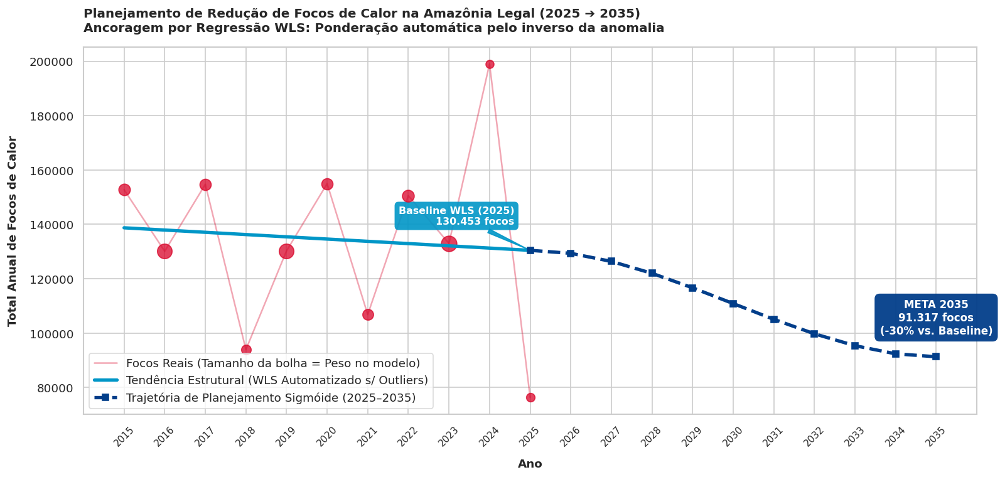 Planejamento de Redução de Focos de Calor na Amazônia Legal (2025 ➔ 2035)
Ancoragem por Regressão WLS: Ponderação automática pelo inverso da anomalia
Total Anual de Focos de Calor
200000
180000
160000
140000
120000
100000
80000
Baseline WLS (2025)
130.453 focos
META 2035
91.317 focos
(-30% vs. Baseline)
Focos Reais (Tamanho da bolha = Peso no modelo)
Tendência Estrutural (WLS Automatizado s/ Outliers)
Trajetória de Planejamento Sigmóide (2025–2035)
2015
2016
2017
2018
2019
2020
2021
2022
2023
2024
2025
2026
2027
2028
2029
2030
2031
2032
2033
2034
2035
Ano